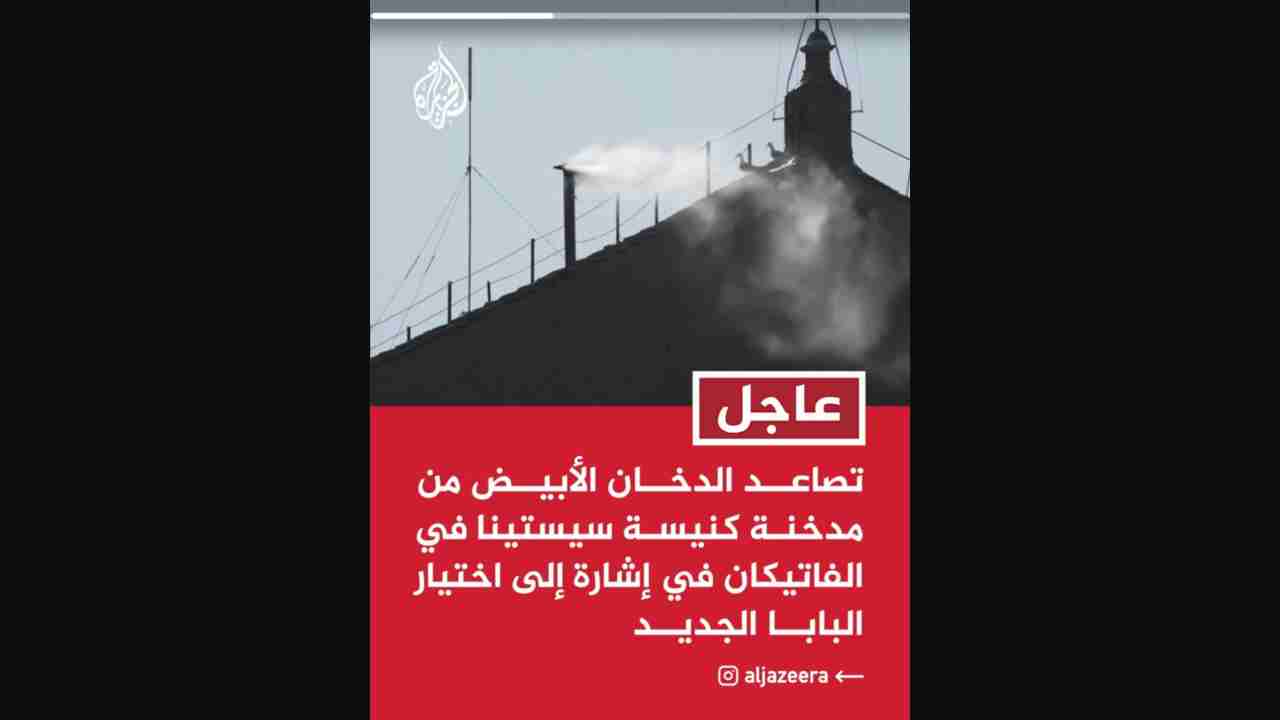 الجزيرة
عاجل
تصاعد الدخان الأبيض من
مدخنة كنيسة سيستينا في
الفاتيكان في إشارة إلى اختيار
البابا الجديد
aljazeera